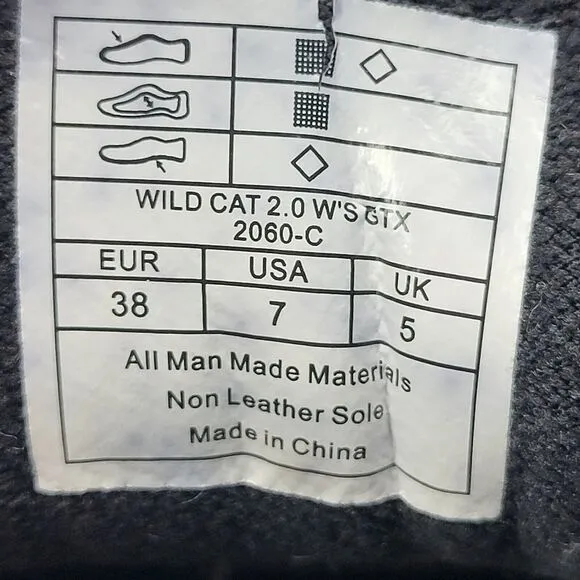 WILD CAT 2.0 W'S GTX
2060-C
EUR USA UK
38 7 5
All Man Made Materials
Non Leather Sole
Made in China